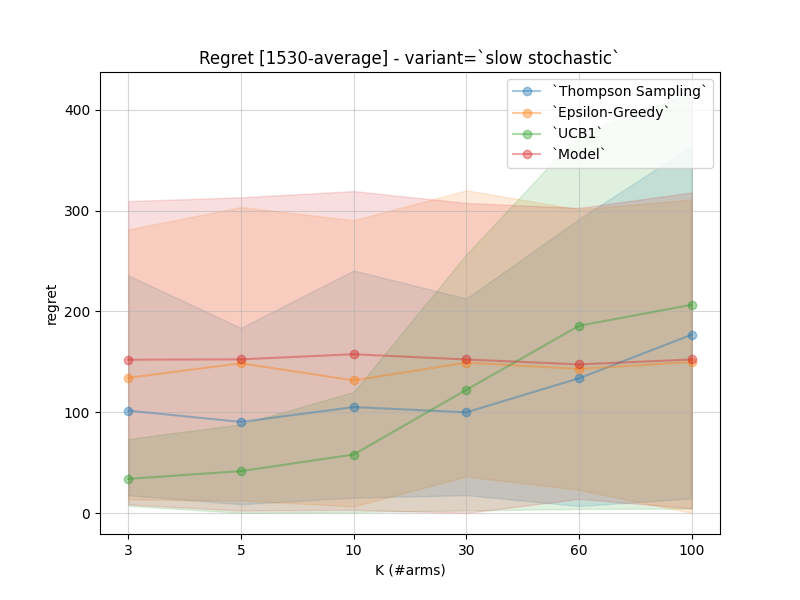 Regret [1530-average] - variant=`slow stochastic`
`Thompson Sampling`
`Epsilon-Greedy`
`UCB1`
`Model`
400
300
200
100
0
regret
3 5 10 30 60 100
K (#arms)